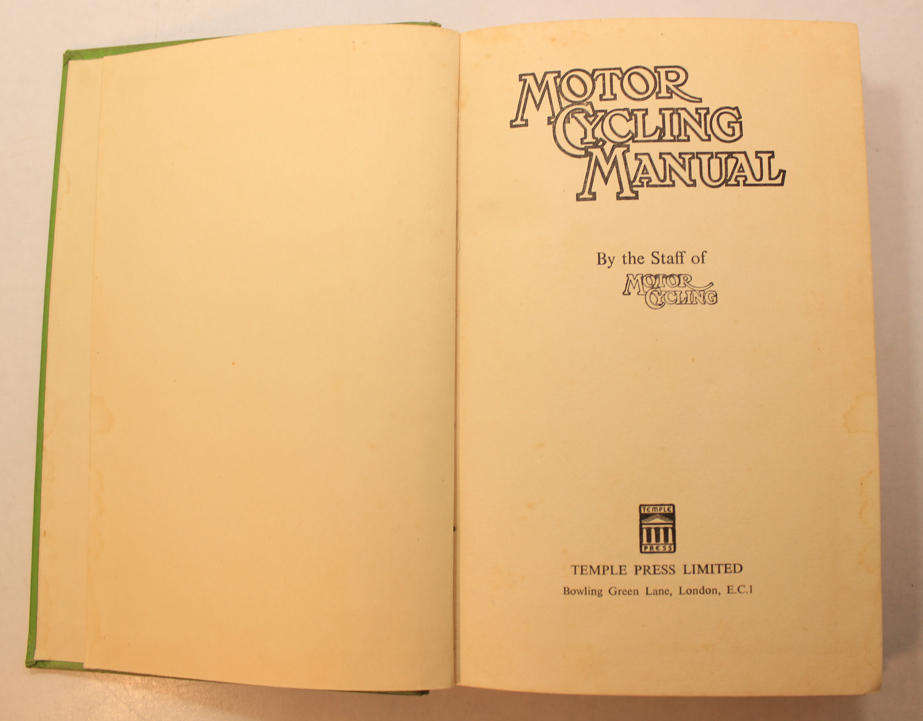 MOTOR
CYCLING
MANUAL
By the Staff of
MOTOR
CYCLING
TEMPLE
PRESS
TEMPLE PRESS LIMITED
Bowling Green Lane, London, E.C.1